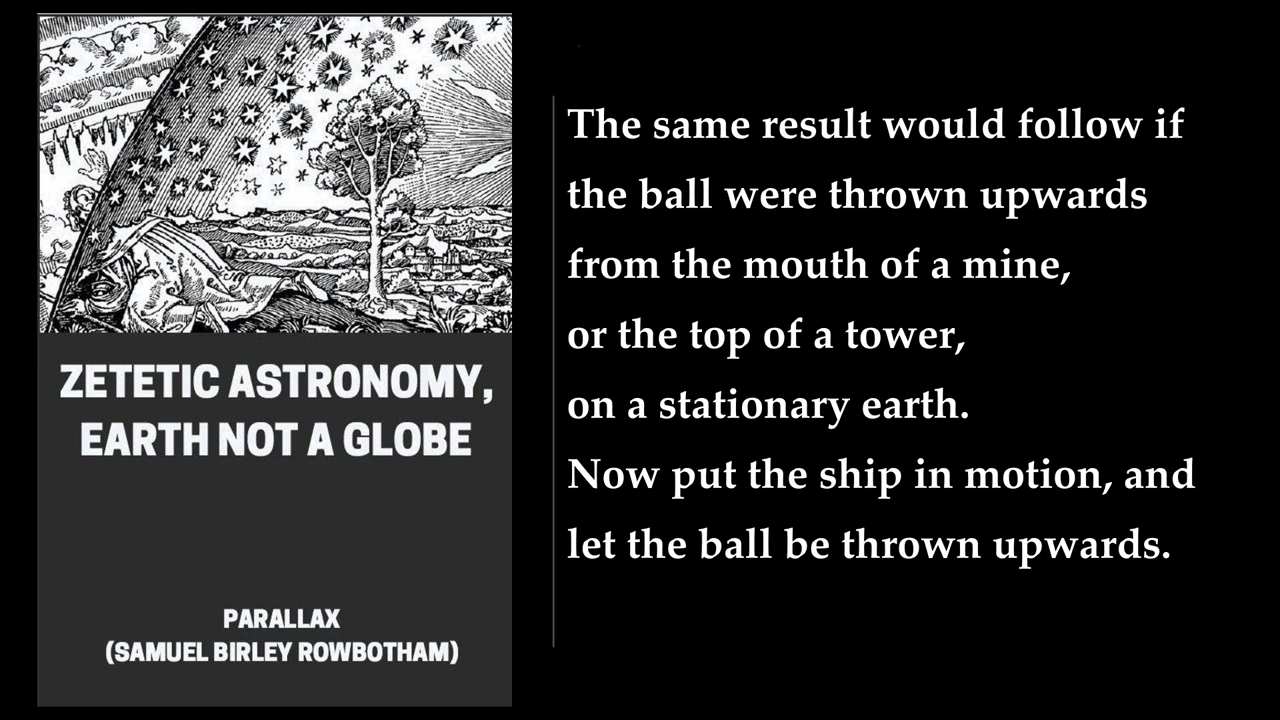 ZETETIC ASTRONOMY,
EARTH NOT A GLOBE
PARALLAX
(SAMUEL BIRLEY ROWBOTHAM)
The same result would follow if
the ball were thrown upwards
from the mouth of a mine,
or the top of a tower,
on a stationary earth.
Now put the ship in motion, and
let the ball be thrown upwards.